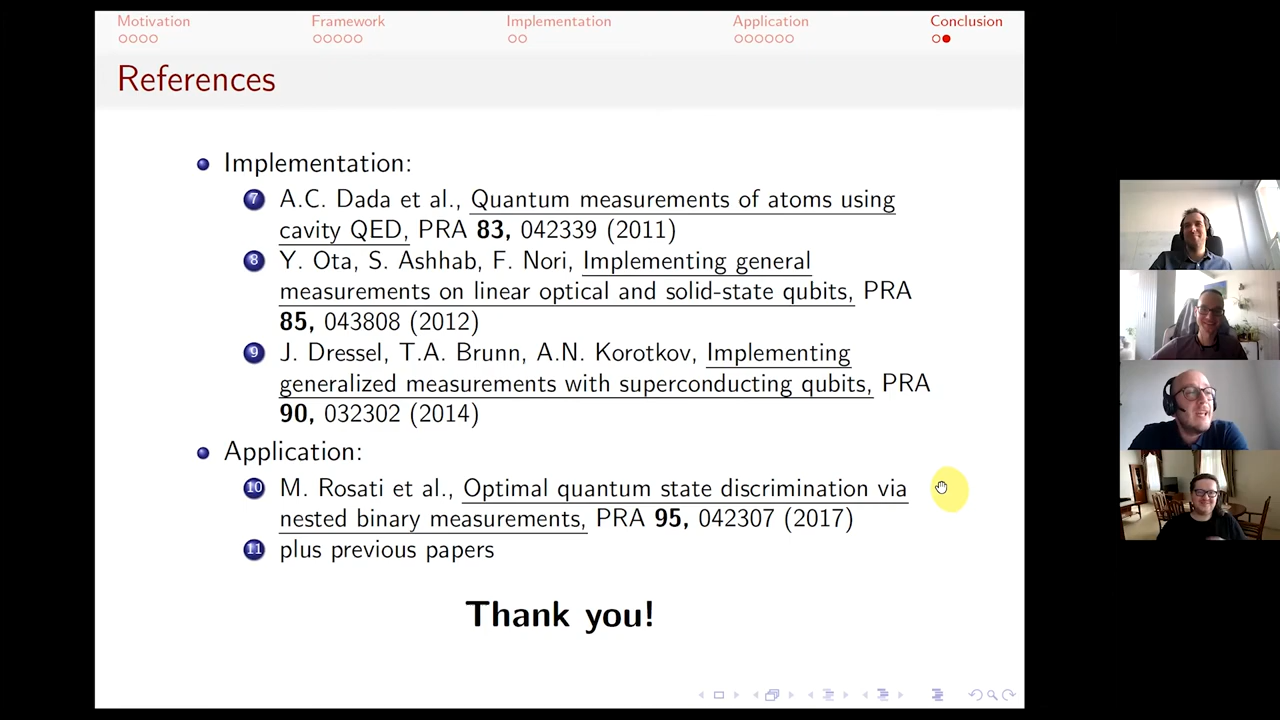 Motivation Framework Implementation Application Conclusion
References
Implementation:
7 A.C. Dada et al., Quantum measurements of atoms using
cavity QED, PRA 83, 042339 (2011)
8 Y. Ota, S. Ashhab, F. Nori, Implementing general
measurements on linear optical and solid-state qubits, PRA
85, 043808 (2012)
9 J. Dressel, T.A. Brunn, A.N. Korotkov, Implementing
generalized measurements with superconducting qubits, PRA
90, 032302 (2014)
Application:
10 M. Rosati et al., Optimal quantum state discrimination via
nested binary measurements, PRA 95, 042307 (2017)
11 plus previous papers
Thank you!